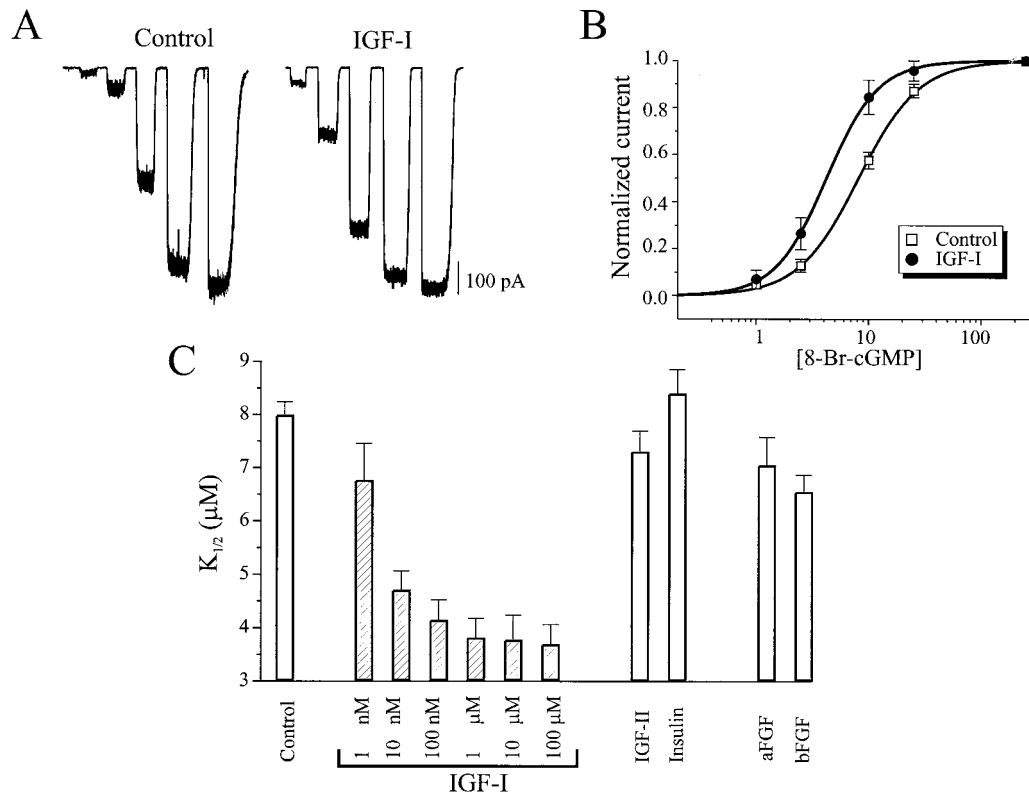 A
Control
IGF-I
100 pA
B
Normalized current
1.0
0.8
0.6
0.4
0.2
0.0
Control
IGF-I
1 10 100
[8-Br-cGMP]
C
K1/2 (μM)
9
8
7
6
5
4
3
Control
1 nM
10 nM
100 nM
1 μM
10 μM
100 μM
IGF-I
IGF-II
Insulin
aFGF
bFGF